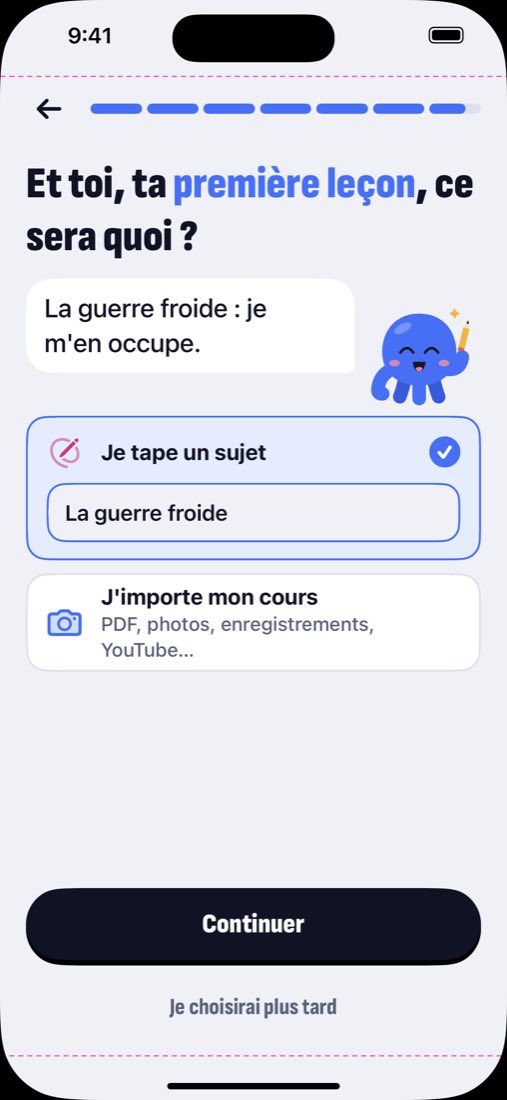 9:41
Et toi, ta première leçon, ce
sera quoi ?
La guerre froide : je
m'en occupe.
Je tape un sujet
La guerre froide
J'importe mon cours
PDF, photos, enregistrements,
YouTube...
Continuer
Je choisirai plus tard